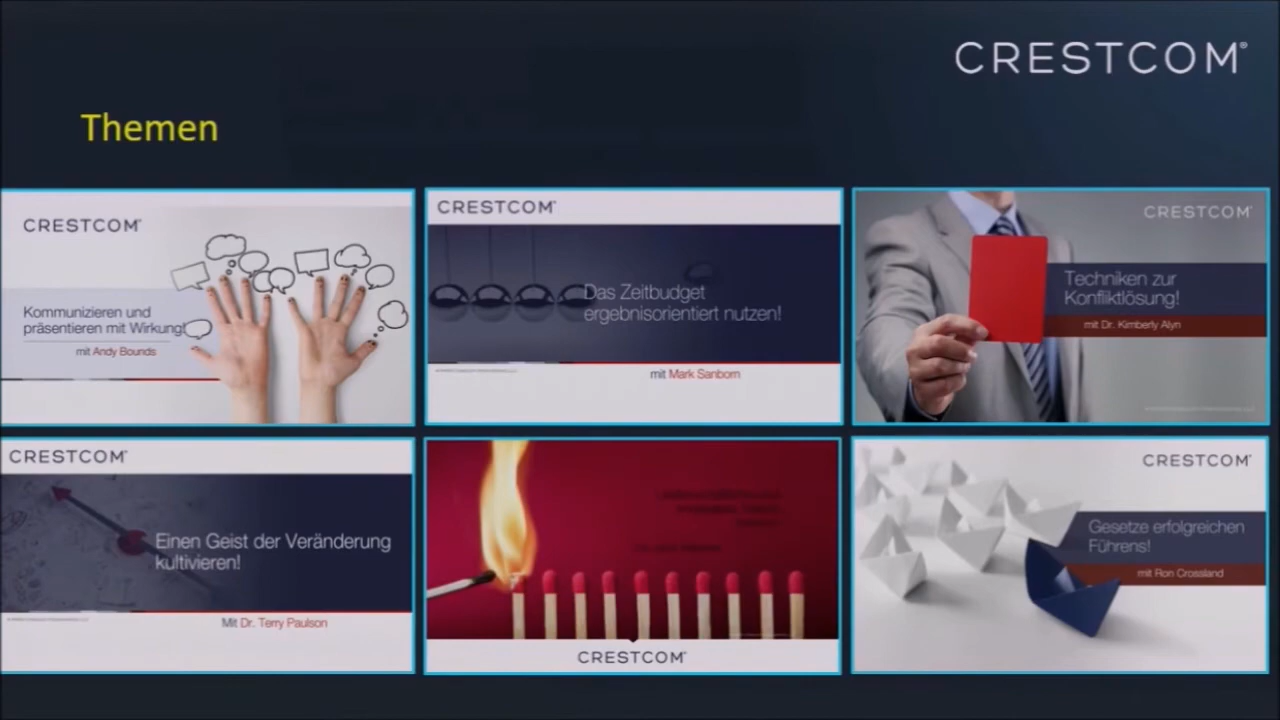 CRESTCOM®
Themen
CRESTCOM®
Kommunizieren und
präsentieren mit Wirkung!
mit Andy Bounds
CRESTCOM®
Das Zeitbudget
ergebnisorientiert nutzen!
mit Mark Sanborn
CRESTCOM®
Techniken zur
Konfliktlösung!
mit Dr. Kimberly Alyn
CRESTCOM®
Einen Geist der Veränderung
kultivieren!
Mit Dr. Terry Paulson
CRESTCOM®
CRESTCOM®
Gesetze erfolgreichen
Führens!
mit Ron Crossland